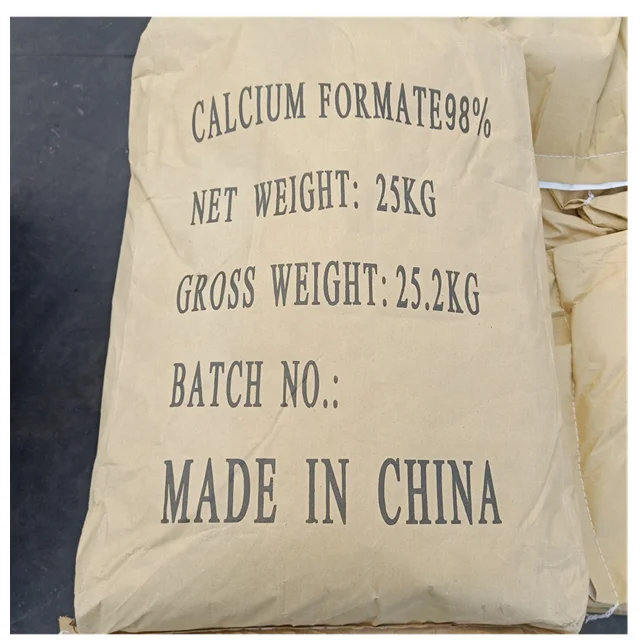 CALCIUM FORMATE98%
NET WEIGHT: 25KG
GROSS WEIGHT:25.2KG
BATCH NO.:
MADE IN CHINA